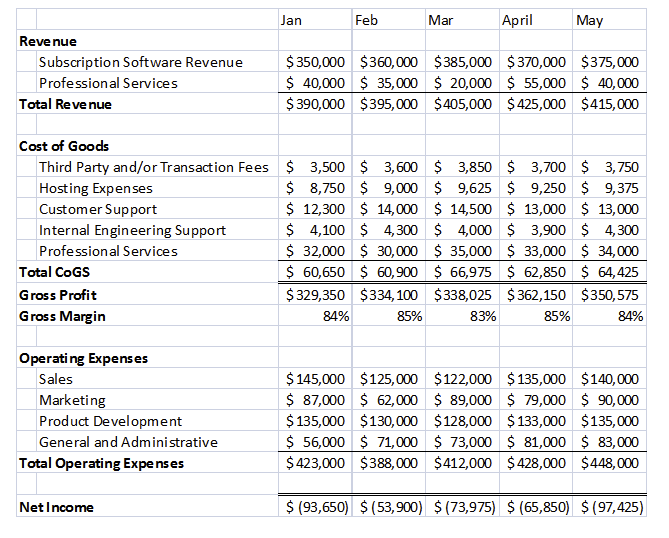 Jan Feb Mar April May
Revenue
Subscription Software Revenue $350,000 $360,000 $385,000 $370,000 $375,000
Professional Services $ 40,000 $ 35,000 $ 20,000 $ 55,000 $ 40,000
Total Revenue $390,000 $395,000 $405,000 $425,000 $415,000
Cost of Goods
Third Party and/or Transaction Fees $ 3,500 $ 3,600 $ 3,850 $ 3,700 $ 3,750
Hosting Expenses $ 8,750 $ 9,000 $ 9,625 $ 9,250 $ 9,375
Customer Support $ 12,300 $ 14,000 $ 14,500 $ 13,000 $ 13,000
Internal Engineering Support $ 4,100 $ 4,300 $ 4,000 $ 3,900 $ 4,300
Professional Services $ 32,000 $ 30,000 $ 35,000 $ 33,000 $ 34,000
Total CoGS $ 60,650 $ 60,900 $ 66,975 $ 62,850 $ 64,425
Gross Profit $329,350 $334,100 $338,025 $362,150 $350,575
Gross Margin 84% 85% 83% 85% 84%
Operating Expenses
Sales $145,000 $125,000 $122,000 $135,000 $140,000
Marketing $ 87,000 $ 62,000 $ 89,000 $ 79,000 $ 90,000
Product Development $135,000 $130,000 $128,000 $133,000 $135,000
General and Administrative $ 56,000 $ 71,000 $ 73,000 $ 81,000 $ 83,000
Total Operating Expenses $423,000 $388,000 $412,000 $428,000 $448,000
Net Income $ (93,650) $ (53,900) $ (73,975) $ (65,850) $ (97,425)